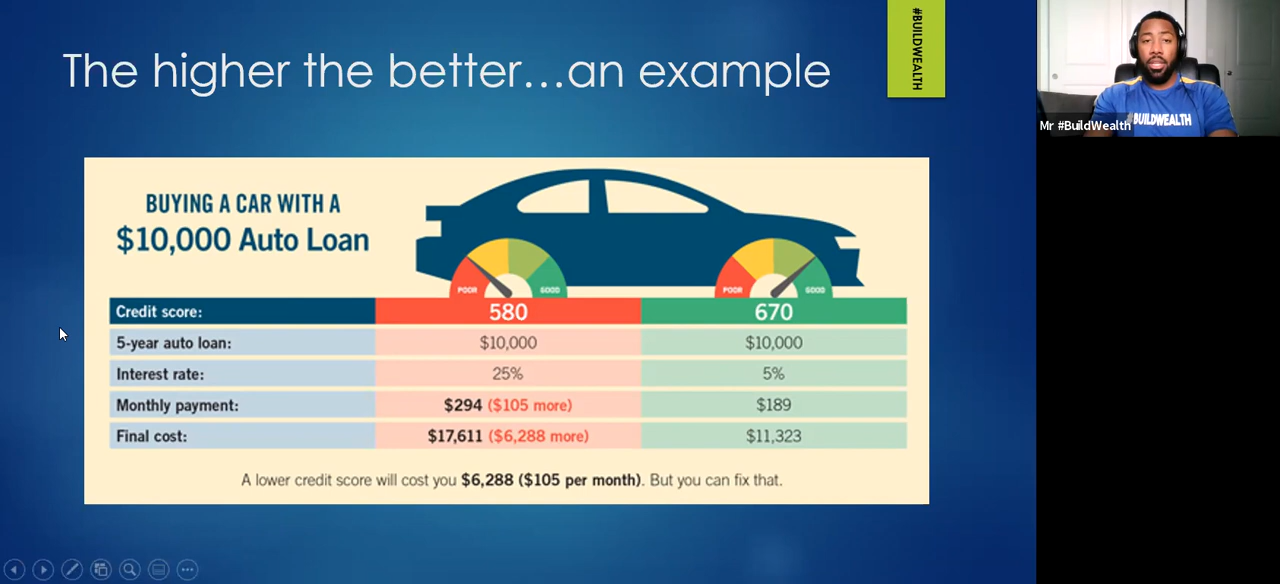 The higher the better...an example
#BUILDWEALTH
BUYING A CAR WITH A
$10,000 Auto Loan
POOR GOOD
POOR GOOD
Credit score: 580 670
5-year auto loan: $10,000 $10,000
Interest rate: 25% 5%
Monthly payment: $294 ($105 more) $189
Final cost: $17,611 ($6,288 more) $11,323
A lower credit score will cost you $6,288 ($105 per month). But you can fix that.
#BUILDWEALTH
Mr #BuildWealth